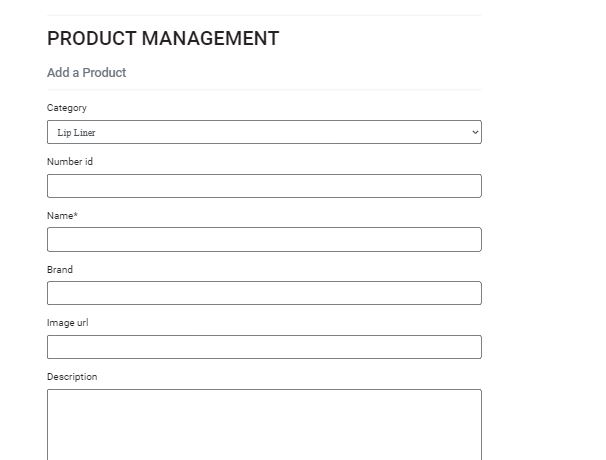 PRODUCT MANAGEMENT
Add a Product
Category
Lip Liner
Number id
Name*
Brand
Image url
Description